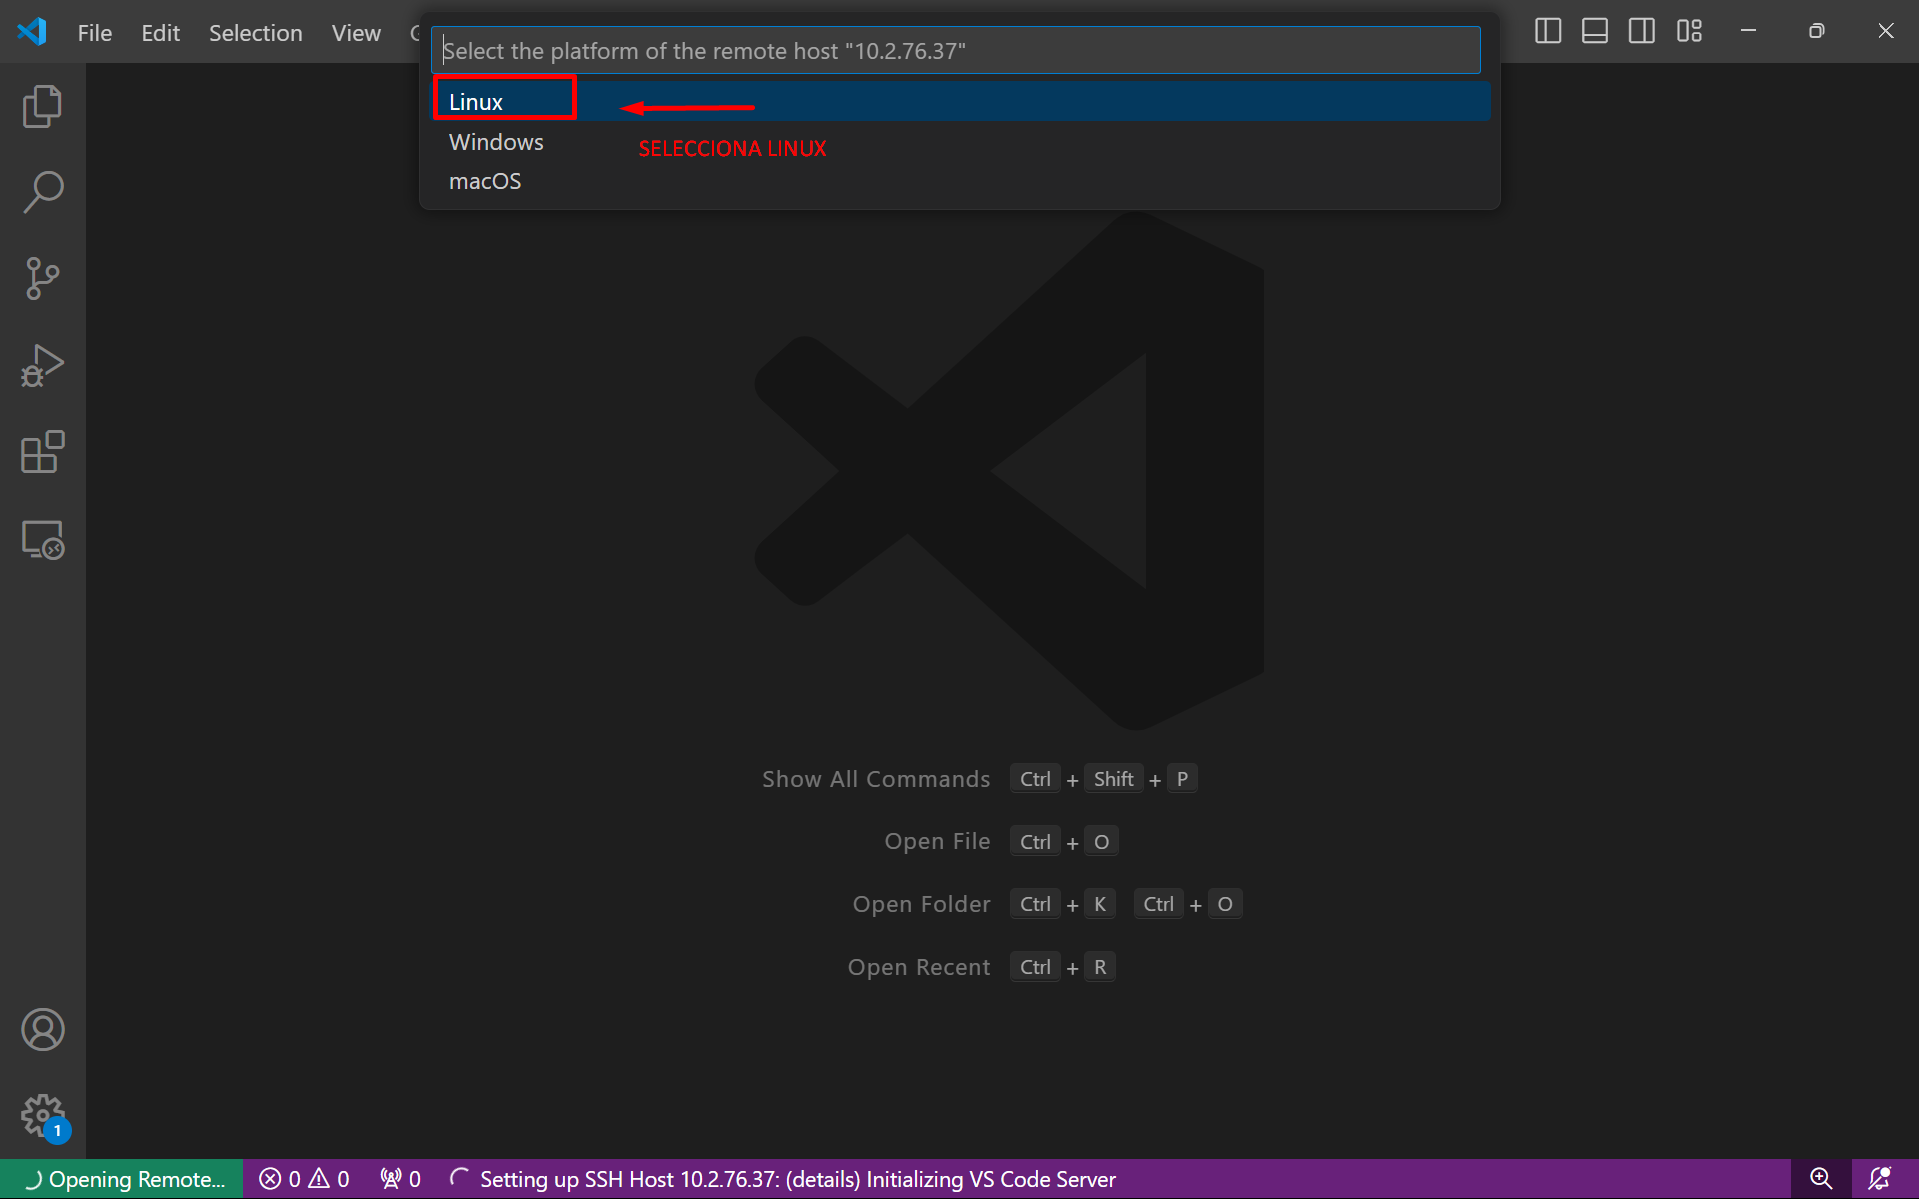 File Edit Selection View G
Select the platform of the remote host "10.2.76.37"
Linux
Windows
SELECCIONA LINUX
macOS
Show All Commands Ctrl + Shift + P
Open File Ctrl + O
Open Folder Ctrl + K Ctrl + O
Open Recent Ctrl + R
1
Opening Remote... 0 0 0 Setting up SSH Host 10.2.76.37: (details) Initializing VS Code Server